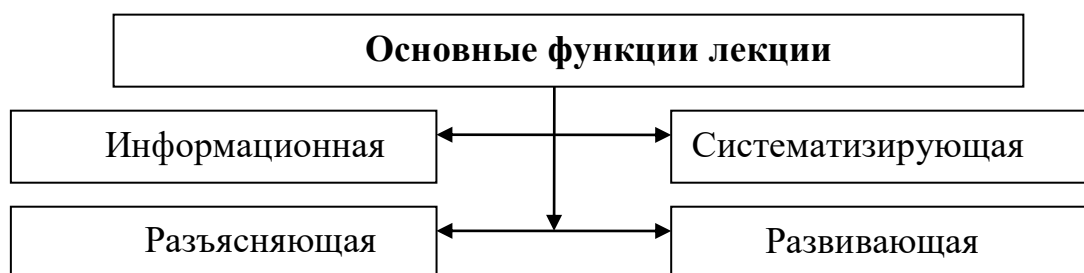 Основные функции лекции
Информационная
Систематизирующая
Разъясняющая
Развивающая